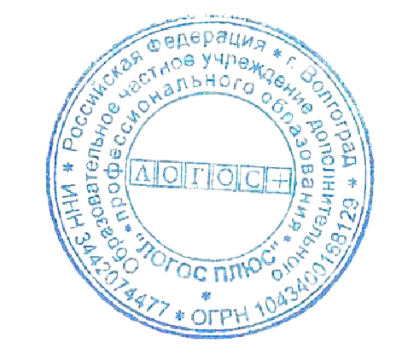 * Российская Федерация * г. Волгоград * ОГРН 1043400168129 * ИНН 3442074477
Образовательное частное учреждение дополнительного
* профессионального образования *
"ЛОГОС ПЛЮС"
*
ЛОГОС+